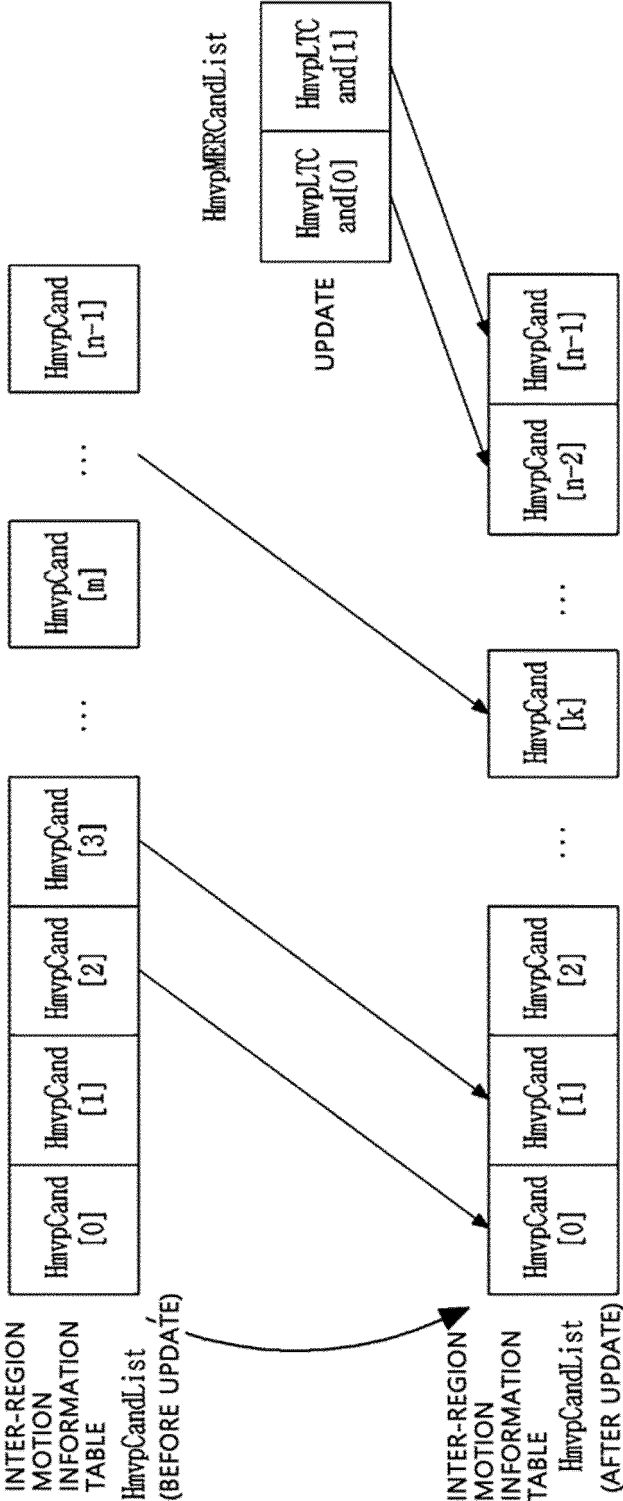 INTER-REGION
MOTION
INFORMATION
TABLE
HmvpCandList
(BEFORE UPDATE)
HmvpCand
[0]
HmvpCand
[1]
HmvpCand
[2]
HmvpCand
[3]
...
HmvpCand
[m]
...
HmvpCand
[n-1]
HmvpMERCandList
UPDATE
HmvpLTC
and[0]
HmvpLTC
and[1]
INTER-REGION
MOTION
INFORMATION
TABLE
HmvpCandList
(AFTER UPDATE)
HmvpCand
[0]
HmvpCand
[1]
HmvpCand
[2]
...
HmvpCand
[k]
...
HmvpCand
[n-2]
HmvpCand
[n-1]